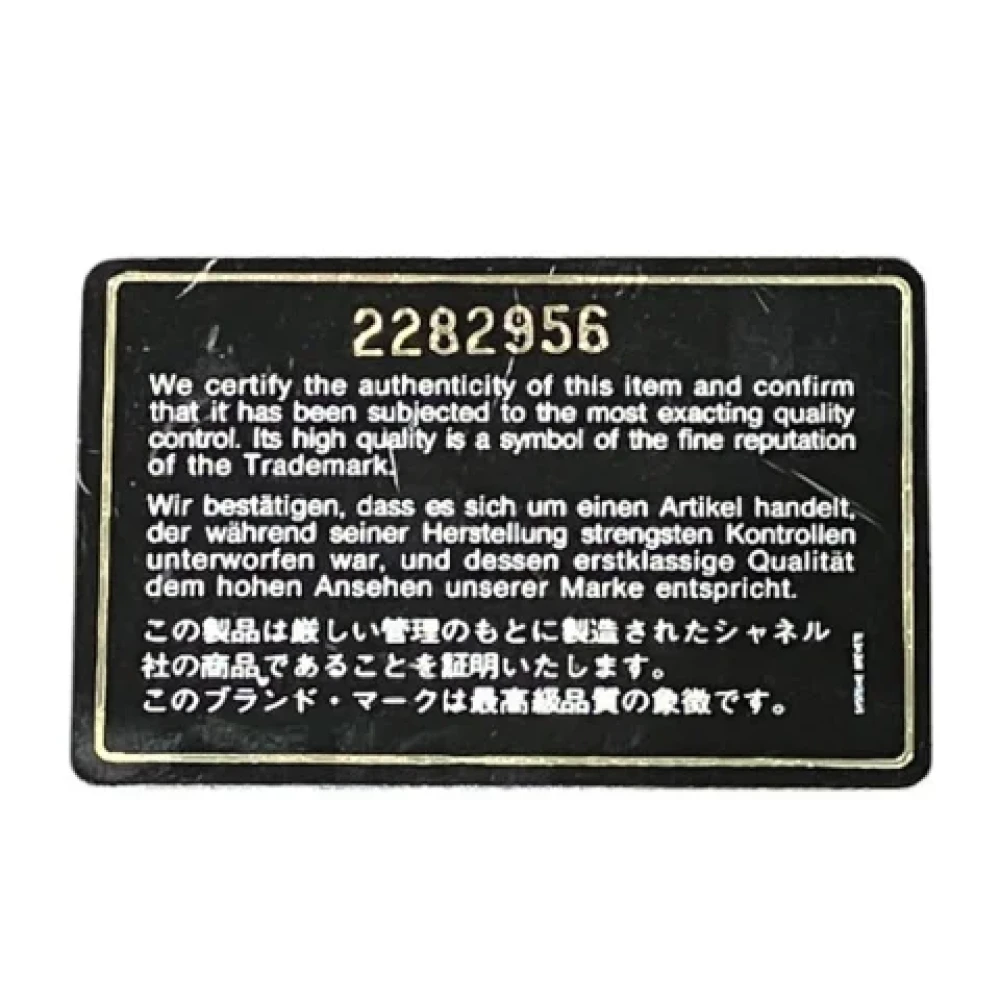 2282956
We certify the authenticity of this item and confirm
that it has been subjected to the most exacting quality
control. Its high quality is a symbol of the fine reputation
of the Trademark.
Wir bestätigen, dass es sich um einen Artikel handelt,
der während seiner Herstellung strengsten Kontrollen
unterworfen war, und dessen erstklassige Qualität
dem hohen Ansehen unserer Marke entspricht.
この製品は厳しい管理のもとに製造されたシャネル
社の商品であることを証明いたします。
このブランド・マークは最高級品質の象徴です。